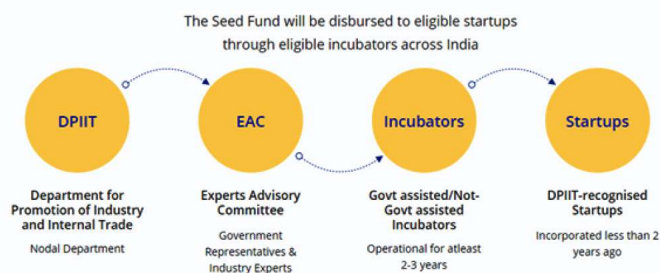 The Seed Fund will be disbursed to eligible startups
through eligible incubators across India
DPIIT
EAC
Incubators
Startups
Department for
Promotion of Industry
and Internal Trade
Nodal Department
Experts Advisory
Committee
Government
Representatives &
Industry Experts
Govt assisted/Not-
Govt assisted
Incubators
Operational for atleast
2-3 years
DPIIT-recognised
Startups
Incorporated less than 2
years ago